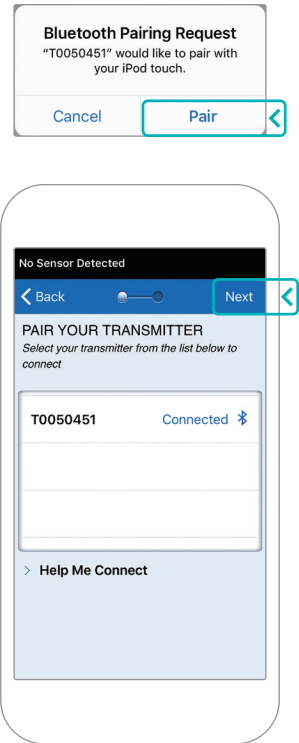 Bluetooth Pairing Request
“T0050451” would like to pair with
your iPod touch.
Cancel
Pair
No Sensor Detected
Back
Next
PAIR YOUR TRANSMITTER
Select your transmitter from the list below to
connect
T0050451
Connected
Help Me Connect